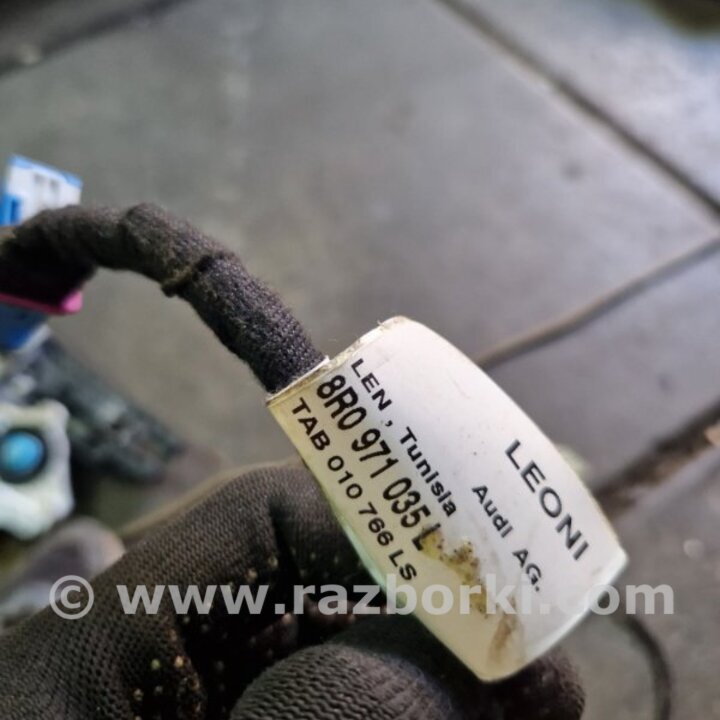 LEONI
Audi AG.
LEN, Tunisia
8R0 971 035 L
TAB 010 766 LS
© www.razborki.com